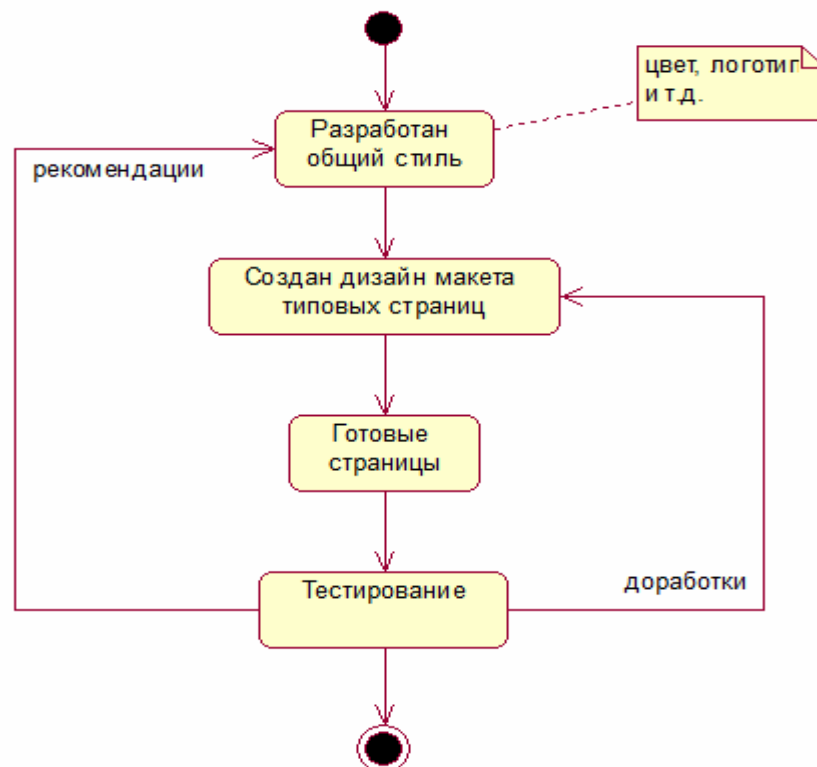 цвет, логотип
и т.д.
Разработан
общий стиль
рекомендации
Создан дизайн макета
типовых страниц
Готовые
страницы
Тестирование
доработки